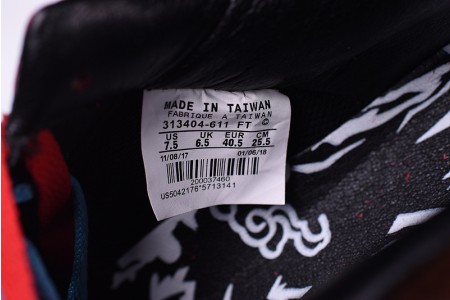 MADE IN TAIWAN
FABRIQUE A TAIWAN
313404-611 FT ©
US UK EUR CM
7.5 6.5 40.5 25.5
11/08/17 01/06/18
200037460
US5042176*5713141